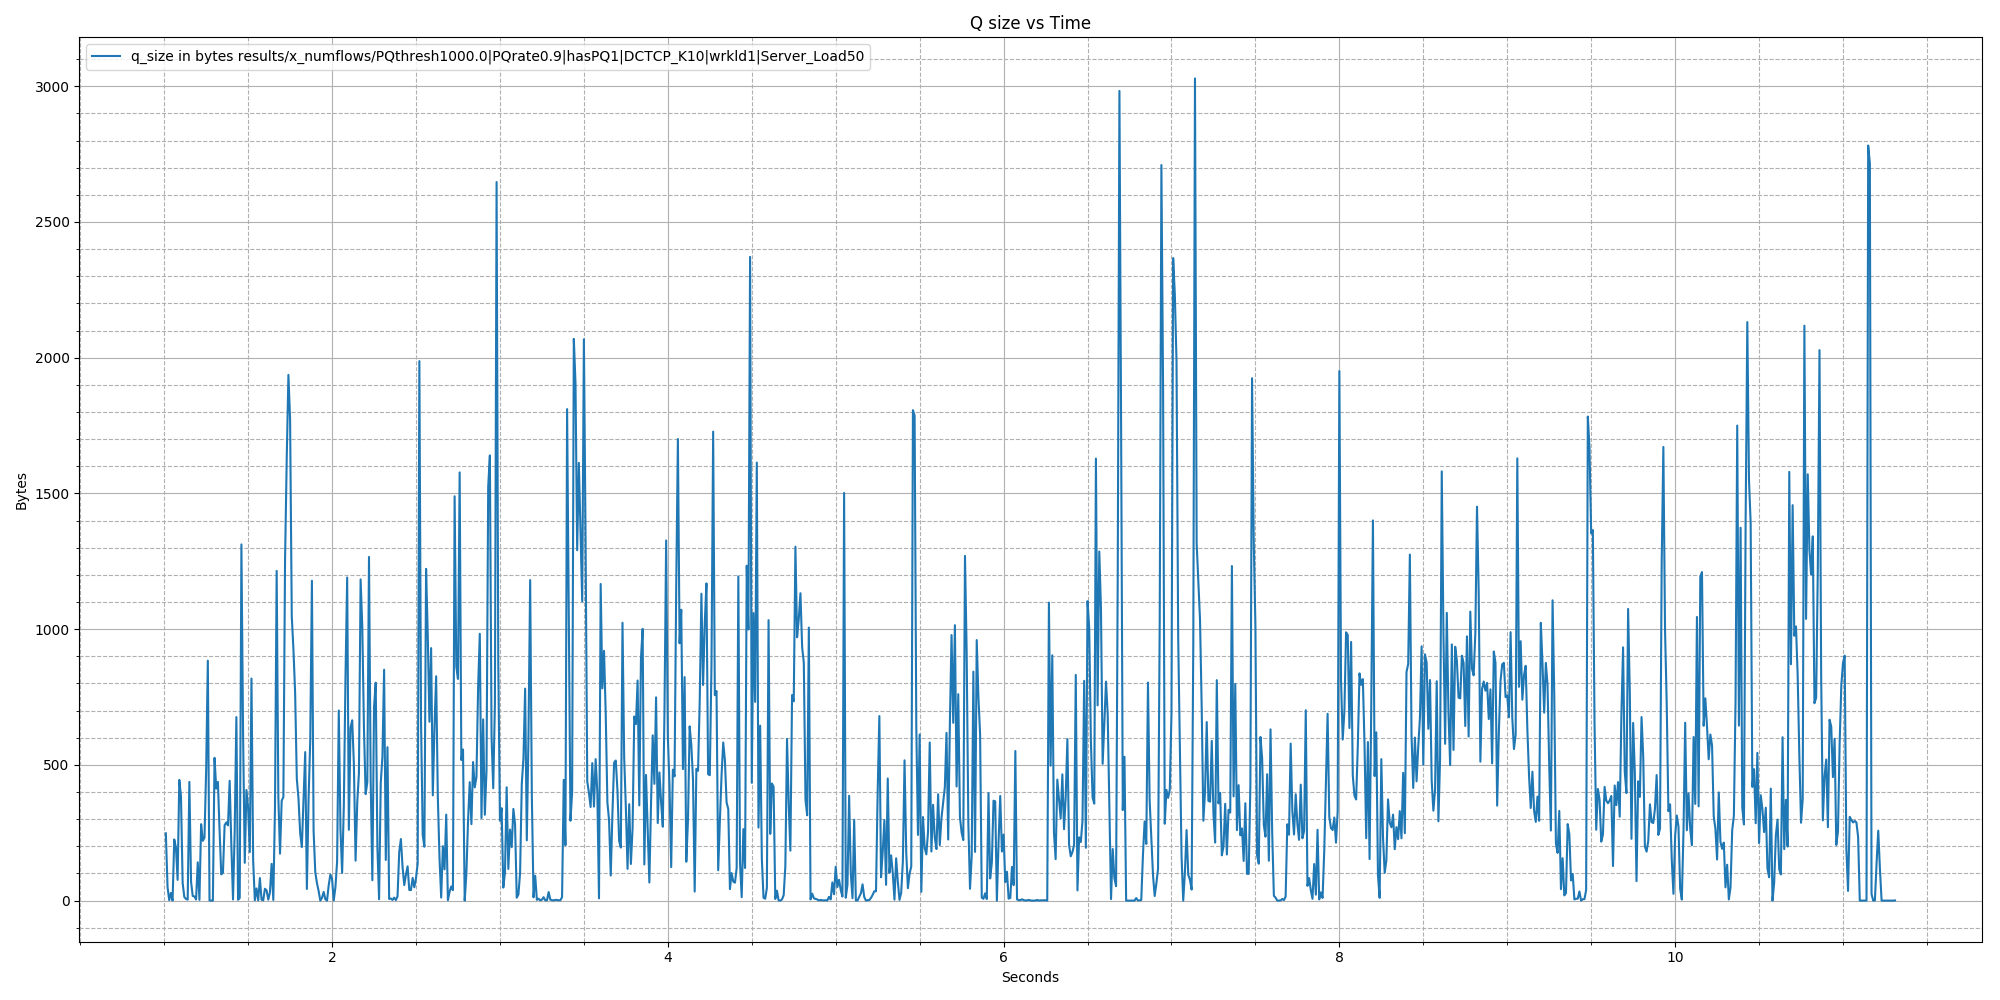 Q size vs Time
q_size in bytes results/x_numflows/PQthresh1000.0|PQrate0.9|hasPQ1|DCTCP_K10|wrkld1|Server_Load50
3000
2500
2000
1500
1000
500
0
Bytes
2 4 6 8 10
Seconds